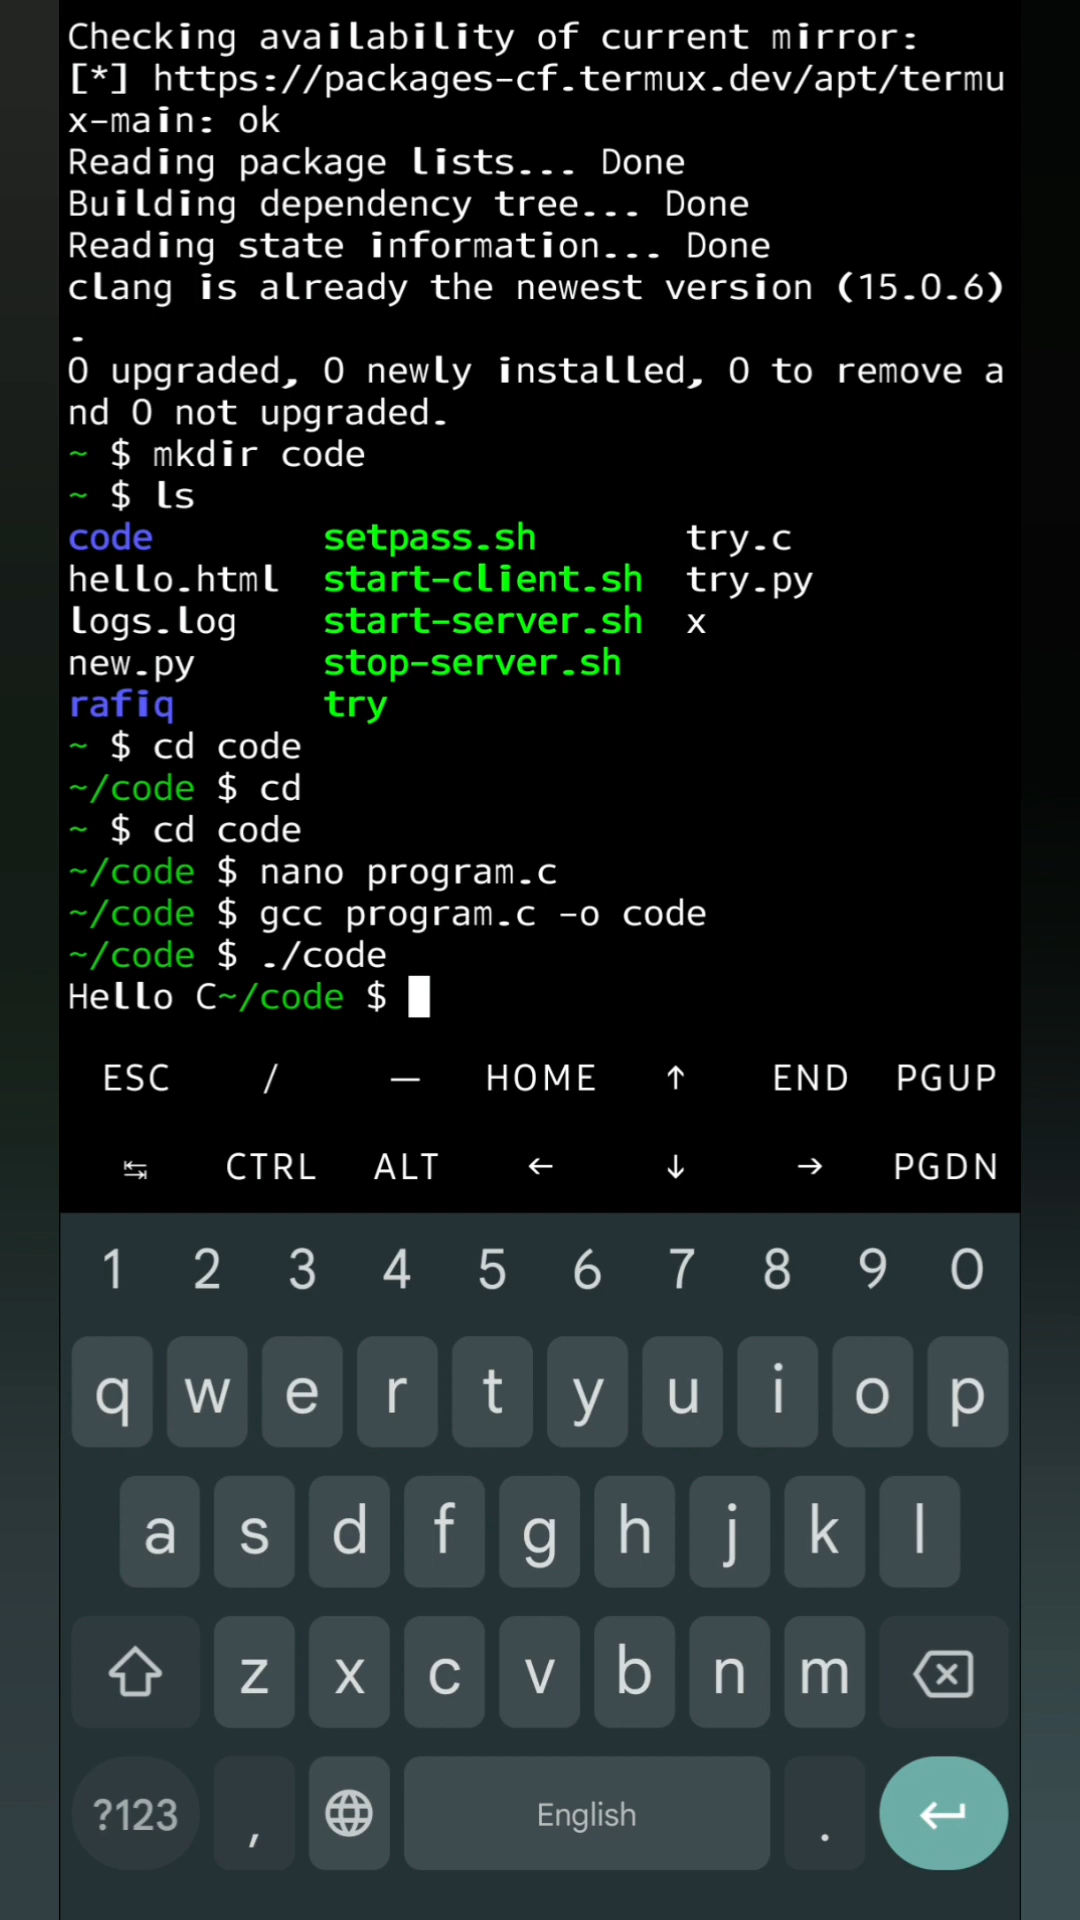 Checking availability of current mirror:
[*] https://packages-cf.termux.dev/apt/termu
x-main: ok
Reading package lists... Done
Building dependency tree... Done
Reading state information... Done
clang is already the newest version (15.0.6)
.
0 upgraded, 0 newly installed, 0 to remove a
nd 0 not upgraded.
~ $ mkdir code
~ $ ls
code setpass.sh try.c
hello.html start-client.sh try.py
logs.log start-server.sh x
new.py stop-server.sh
rafiq try
~ $ cd code
~/code $ cd
~ $ cd code
~/code $ nano program.c
~/code $ gcc program.c -o code
~/code $ ./code
Hello C~/code $
ESC / — HOME ↑ END PGUP
↹ CTRL ALT ← ↓ → PGDN
1 2 3 4 5 6 7 8 9 0
q w e r t y u i o p
a s d f g h j k l
z x c v b n m
?123 , English .